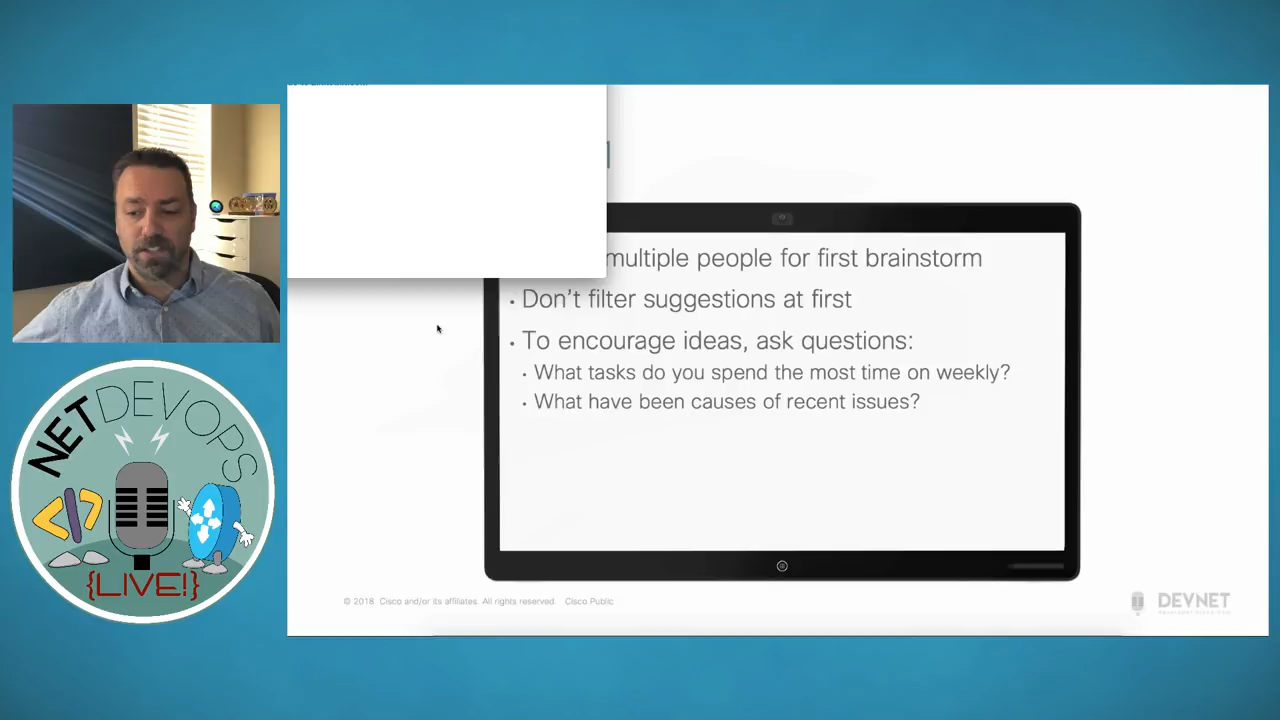 multiple people for first brainstorm
• Don't filter suggestions at first
• To encourage ideas, ask questions:
• What tasks do you spend the most time on weekly?
• What have been causes of recent issues?
NETDEVOPS
{LIVE!}
© 2018 Cisco and/or its affiliates. All rights reserved. Cisco Public
DEVNET